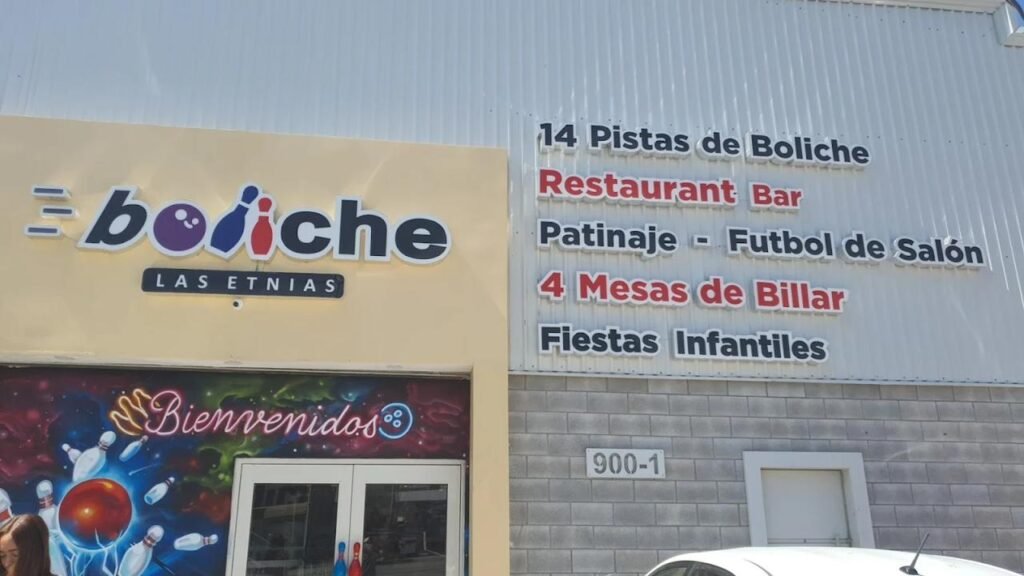 boliche
LAS ETNIAS
Bienvenidos
14 Pistas de Boliche
Restaurant Bar
Patinaje - Futbol de Salón
4 Mesas de Billar
Fiestas Infantiles
900-1